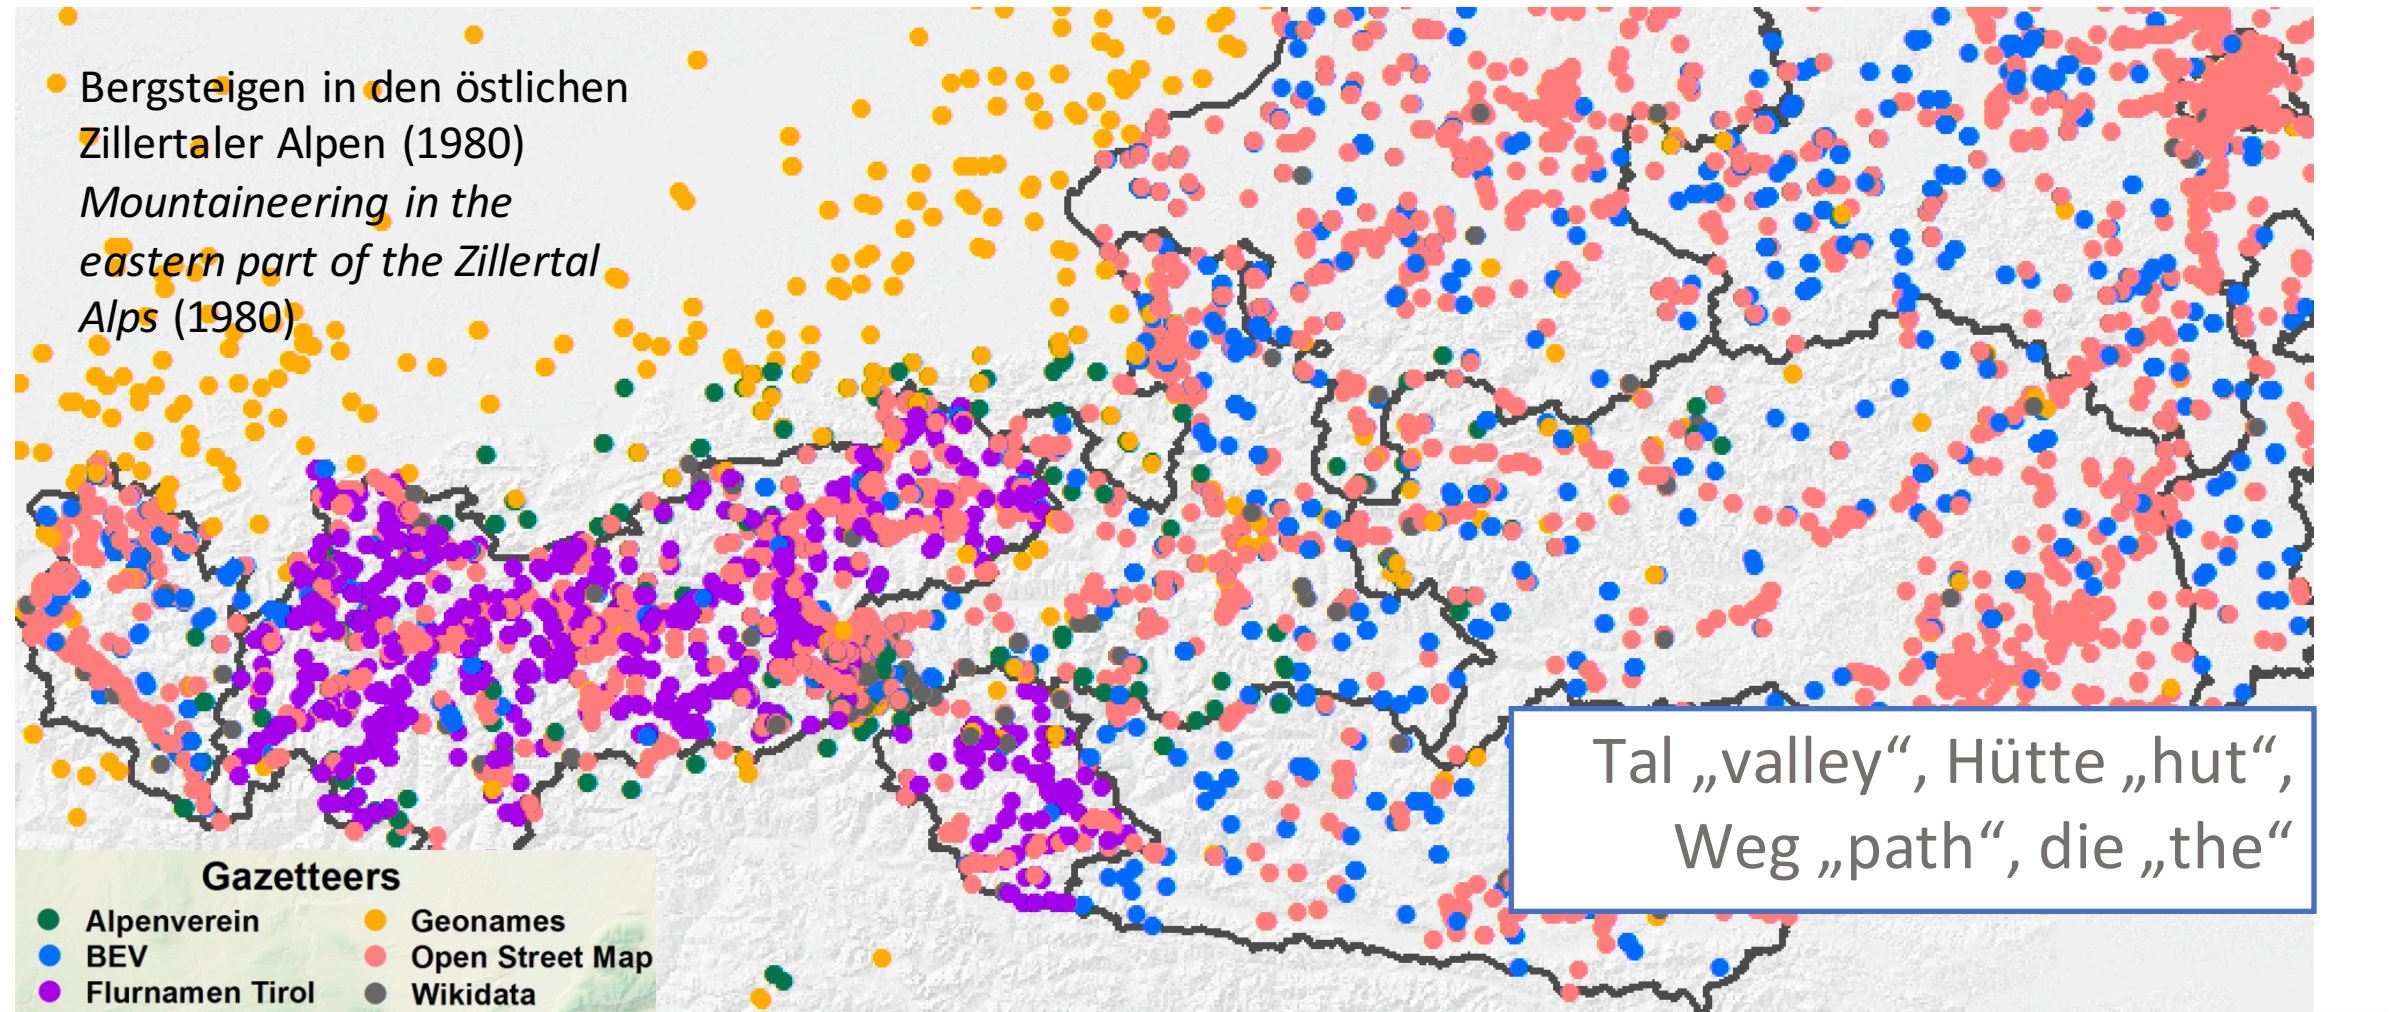 Bergsteigen in den östlichen
Zillertaler Alpen (1980)
Mountaineering in the
eastern part of the Zillertal
Alps (1980)
Tal „valley“, Hütte „hut“,
Weg „path“, die „the“
Gazetteers
Alpenverein
BEV
Flurnamen Tirol
Geonames
Open Street Map
Wikidata